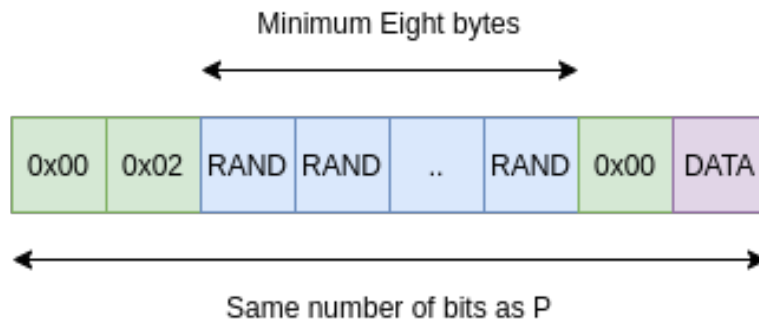 Minimum Eight bytes
0x00 0x02 RAND RAND .. RAND 0x00 DATA
Same number of bits as P